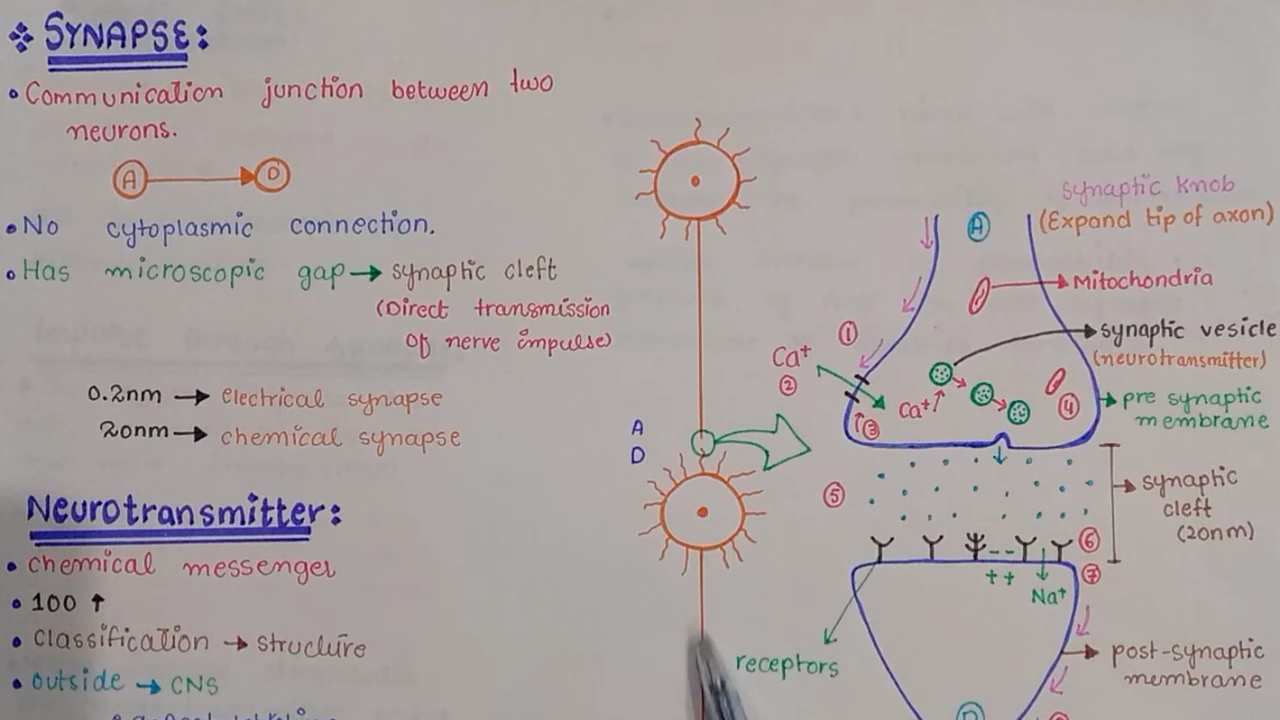 ❖ SYNAPSE:
• Communication junction between two
neurons.
A → D
• No cytoplasmic connection.
• Has microscopic gap → synaptic cleft
(Direct transmission
of nerve impulse)
0.2nm → electrical synapse
20nm → chemical synapse
Neurotransmitter:
• chemical messenger
• 100 ↑
• Classification → structure
• outside → CNS
A
D
synaptic knob
(Expand tip of axon)
A
Mitochondria
synaptic vesicle
(neurotransmitter)
pre synaptic
membrane
①
Ca⁺
②
Ca⁺↑
③
④
⑤
synaptic
cleft
(20nm)
⑥
-- 
++
Na⁺
⑦
receptors
post-synaptic
membrane
D